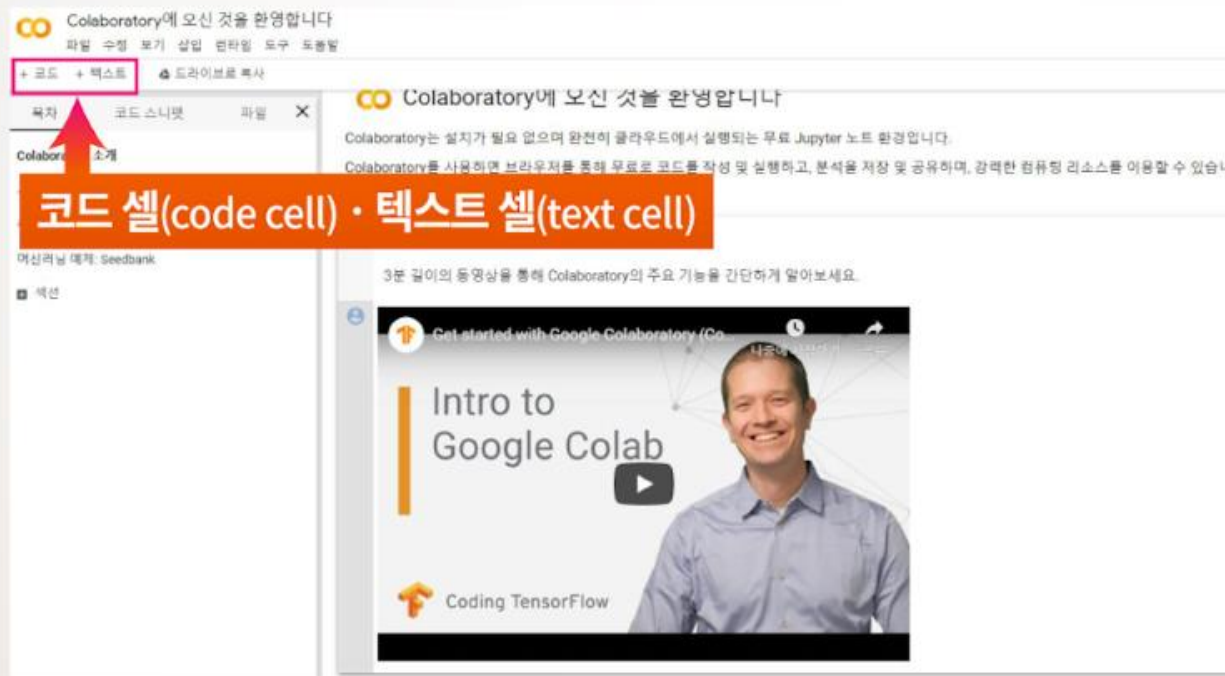 Colaboratory에 오신 것을 환영합니다
파일 수정 보기 삽입 런타임 도구 도움말
+ 코드 + 텍스트 드라이브로 복사
목차 코드 스니펫 파일 ×
소개
머신러닝 예제: Seedbank
섹션
코드 셀(code cell)・텍스트 셀(text cell)
CO Colaboratory에 오신 것을 환영합니다
Colaboratory는 설치가 필요 없으며 완전히 클라우드에서 실행되는 무료 Jupyter 노트 환경입니다.
Colaboratory를 사용하면 브라우저를 통해 무료로 코드를 작성 및 실행하고, 분석을 저장 및 공유하며, 강력한 컴퓨팅 리소스를 이용할 수 있습니
3분 길이의 동영상을 통해 Colaboratory의 주요 기능을 간단하게 알아보세요.
Get started with Google Colaboratory (Co...
Intro to
Google Colab
Coding TensorFlow